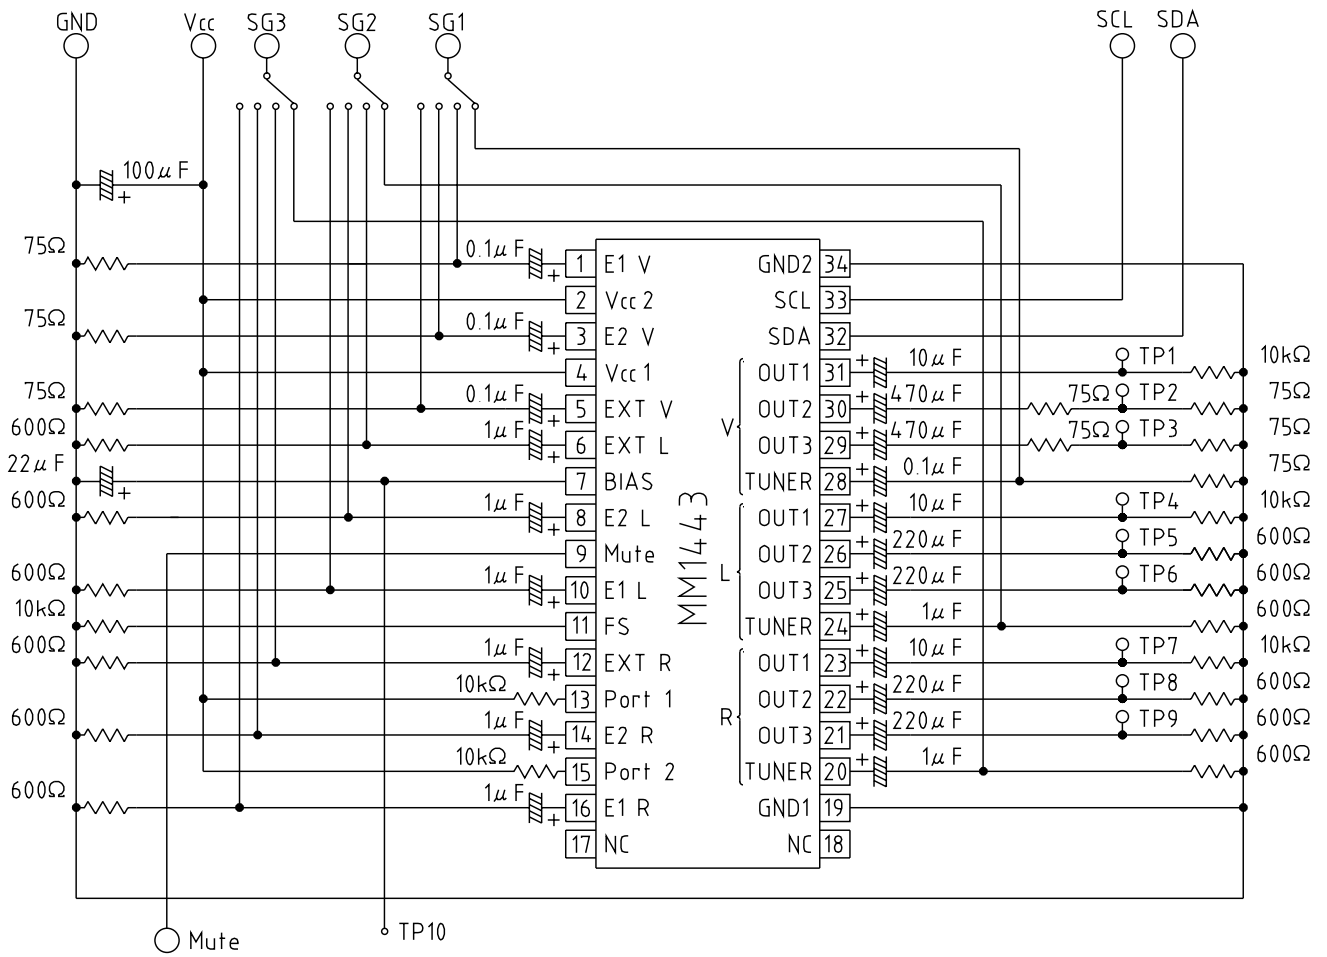 GND Vcc SG3 SG2 SG1 SCL SDA
100μF
+
75Ω 0.1μF + 1 E1 V GND2 34
2 Vcc2 SCL 33
75Ω 0.1μF + 3 E2 V SDA 32
4 Vcc1 OUT1 31 + 10μF TP1 10kΩ
75Ω 0.1μF + 5 EXT V OUT2 30 + 470μF 75Ω TP2 75Ω
600Ω 1μF + 6 EXT L V OUT3 29 + 470μF 75Ω TP3 75Ω
22μF + 7 BIAS TUNER 28 + 0.1μF 75Ω
600Ω 1μF + 8 E2 L OUT1 27 + 10μF TP4 10kΩ
9 Mute OUT2 26 + 220μF TP5 600Ω
MM1443
600Ω 1μF + 10 E1 L L OUT3 25 + 220μF TP6 600Ω
10kΩ 11 FS TUNER 24 + 1μF 600Ω
600Ω 1μF + 12 EXT R OUT1 23 + 10μF TP7 10kΩ
10kΩ 13 Port 1 OUT2 22 + 220μF TP8 600Ω
600Ω 1μF + 14 E2 R R OUT3 21 + 220μF TP9 600Ω
10kΩ 15 Port 2 TUNER 20 + 1μF 600Ω
600Ω 1μF + 16 E1 R GND1 19
17 NC NC 18
Mute TP10